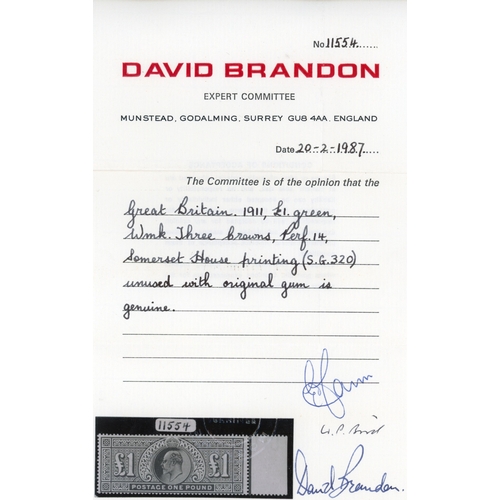 No. 11554
DAVID BRANDON
EXPERT COMMITTEE
MUNSTEAD, GODALMING, SURREY GU8 4AA. ENGLAND
Date 20-2-1987
The Committee is of the opinion that the
Great Britain. 1911, £1. green,
Wmk. Three Crowns, Perf. 14,
Somerset House printing (S.G. 320)
unused with original gum is
genuine.
11554
£1 £1
POSTAGE ONE POUND
David Brandon.